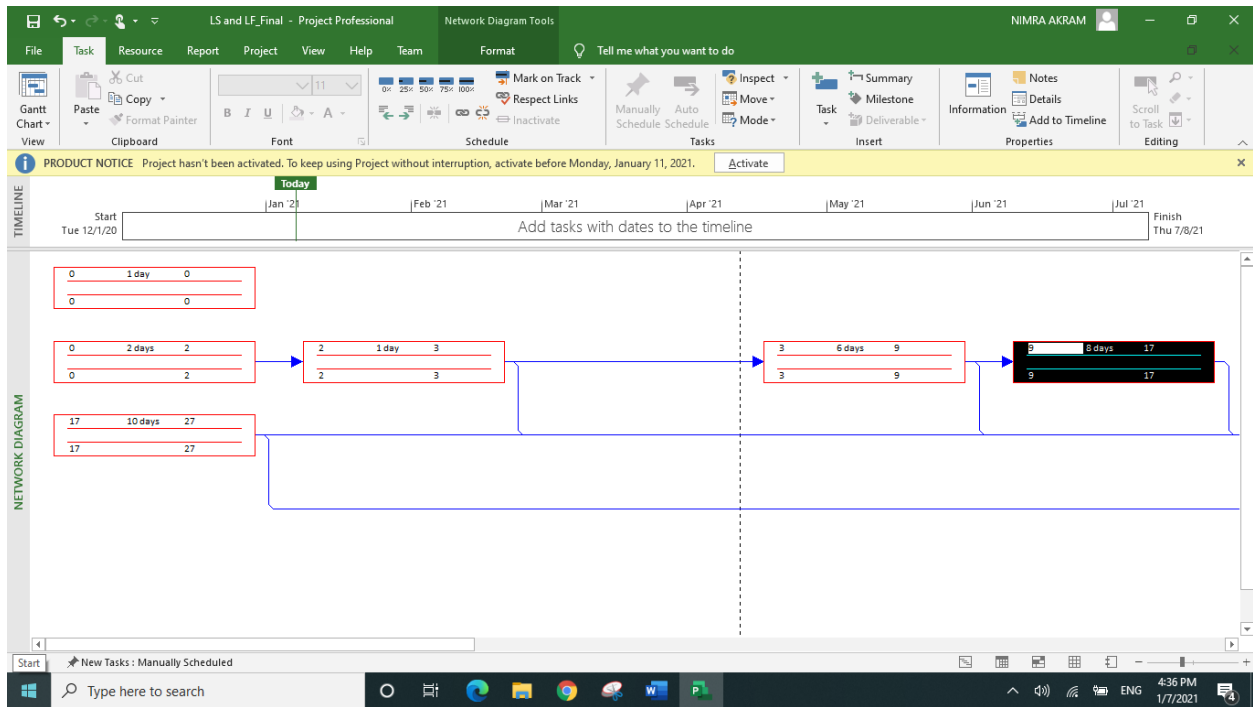 LS and LF_Final - Project Professional Network Diagram Tools NIMRA AKRAM
File Task Resource Report Project View Help Team Format Tell me what you want to do
Gantt Chart
View
Paste
Cut
Copy
Format Painter
Clipboard
11
B I U A
Font
0% 25% 50% 75% 100%
Mark on Track
Respect Links
Inactivate
Schedule
Manually Schedule
Auto Schedule
Inspect
Move
Mode
Tasks
Task
Summary
Milestone
Deliverable
Insert
Information
Notes
Details
Add to Timeline
Properties
Scroll to Task
Editing
PRODUCT NOTICE Project hasn't been activated. To keep using Project without interruption, activate before Monday, January 11, 2021. Activate
TIMELINE
Today
Jan '21 Feb '21 Mar '21 Apr '21 May '21 Jun '21 Jul '21
Start
Tue 12/1/20
Add tasks with dates to the timeline
Finish
Thu 7/8/21
NETWORK DIAGRAM
0 1 day 0
0 0
0 2 days 2
0 2
2 1 day 3
2 3
3 6 days 9
3 9
9 8 days 17
9 17
17 10 days 27
17 27
Start
New Tasks : Manually Scheduled
Type here to search
ENG
4:36 PM
1/7/2021
4